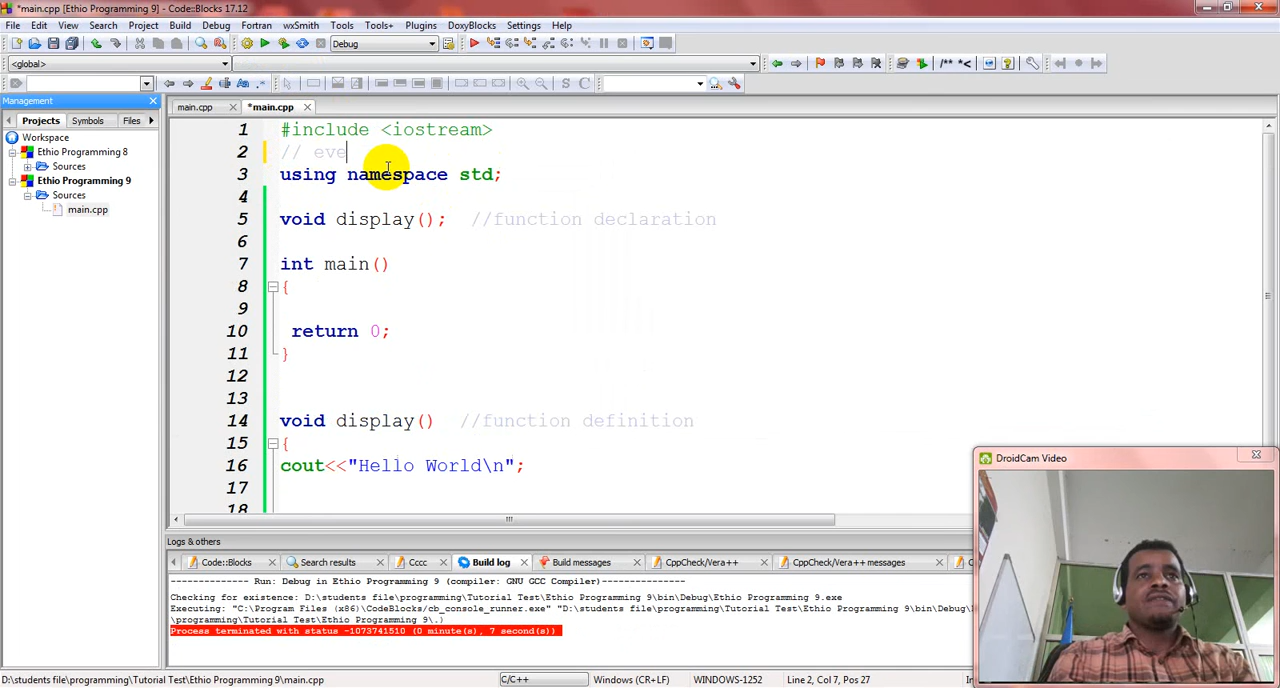 *main.cpp [Ethio Programming 9] - Code::Blocks 17.12
File Edit View Search Project Build Debug Fortran wxSmith Tools Tools+ Plugins DoxyBlocks Settings Help
Debug
<global>
/** *<
Aa .* S C
Management
main.cpp *main.cpp
Projects Symbols Files
Workspace
Ethio Programming 8
Sources
Ethio Programming 9
Sources
main.cpp
1 #include <iostream>
2 // eve
3 using namespace std;
4
5 void display(); //function declaration
6
7 int main()
8 {
9
10 return 0;
11 }
12
13
14 void display() //function definition
15 {
16 cout<<"Hello World\n";
17
18
DroidCam Video
Logs & others
Code::Blocks Search results Cccc Build log Build messages CppCheck/Vera++ CppCheck/Vera++ messages
-------------- Run: Debug in Ethio Programming 9 (compiler: GNU GCC Compiler)---------------
Checking for existence: D:\students file\programming\Tutorial Test\Ethio Programming 9\bin\Debug\Ethio Programming 9.exe
Executing: "C:\Program Files (x86)\CodeBlocks/cb_console_runner.exe" "D:\students file\programming\Tutorial Test\Ethio Programming 9\bin\Debug\
\programming\Tutorial Test\Ethio Programming 9\.)
Process terminated with status -1073741510 (0 minute(s), 7 second(s))
D:\students file\programming\Tutorial Test\Ethio Programming 9\main.cpp C/C++ Windows (CR+LF) WINDOWS-1252 Line 2, Col 7, Pos 27